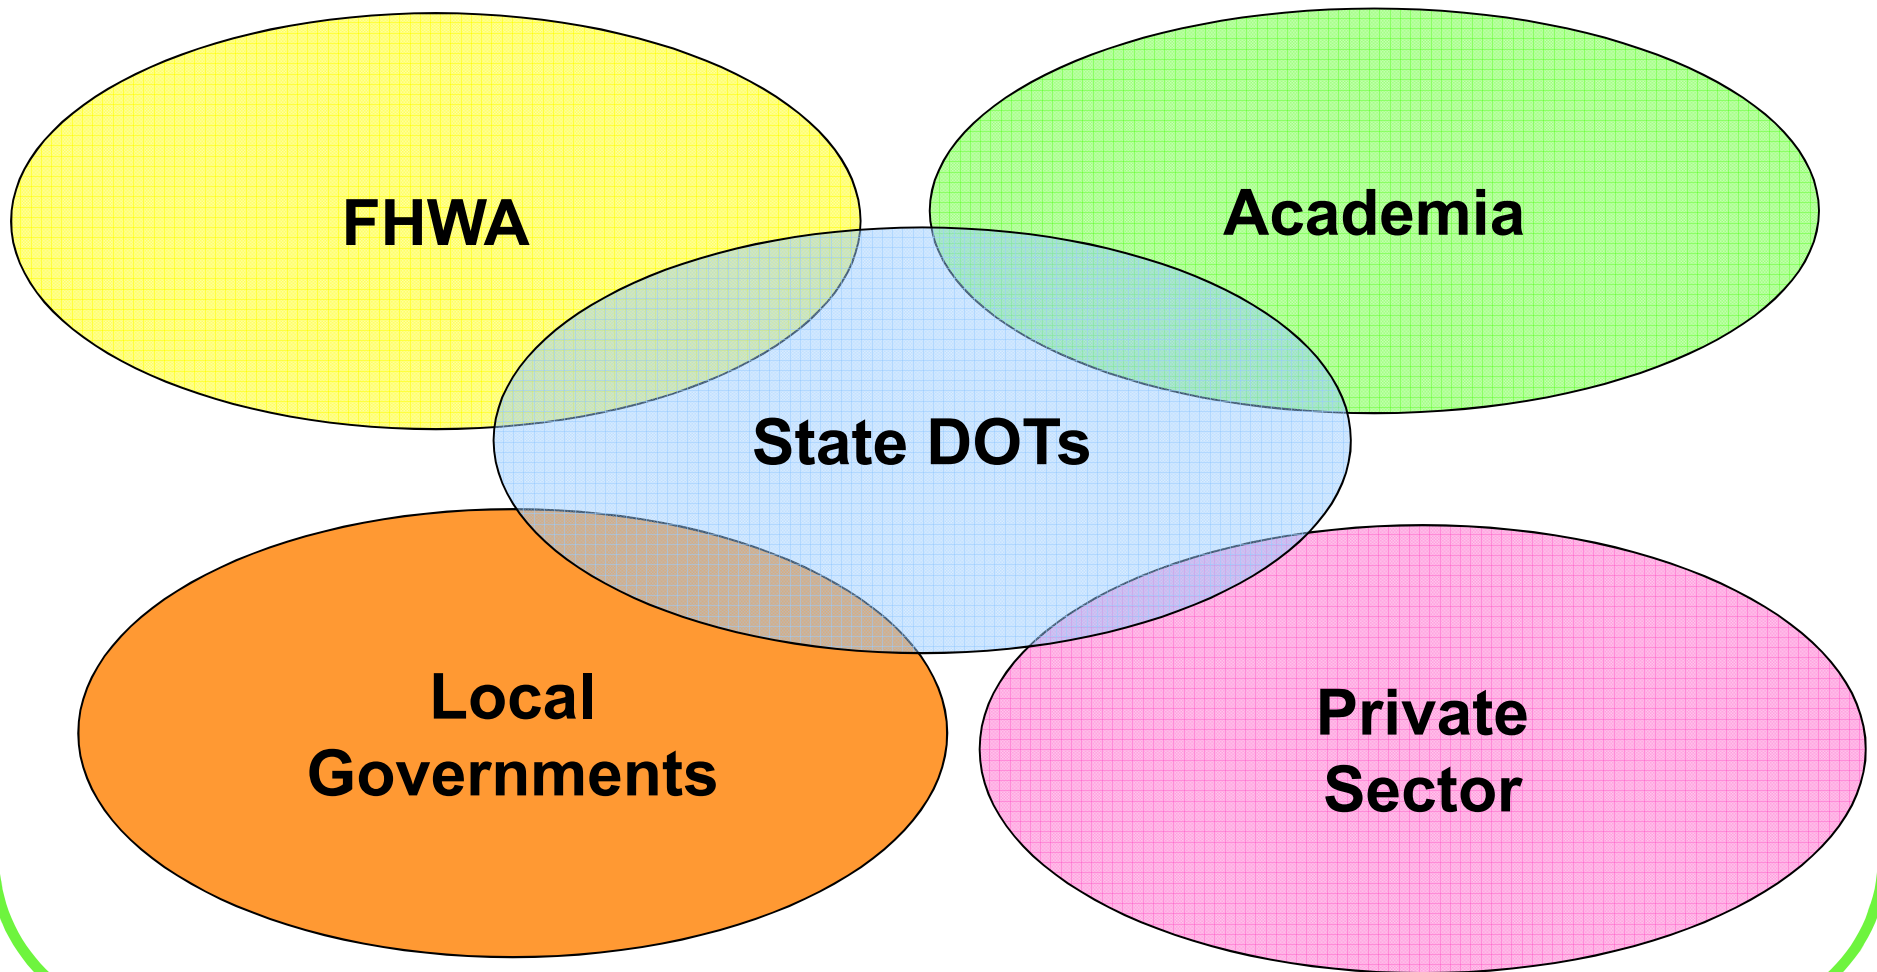 FHWA
Academia
State DOTs
Local
Governments
Private
Sector